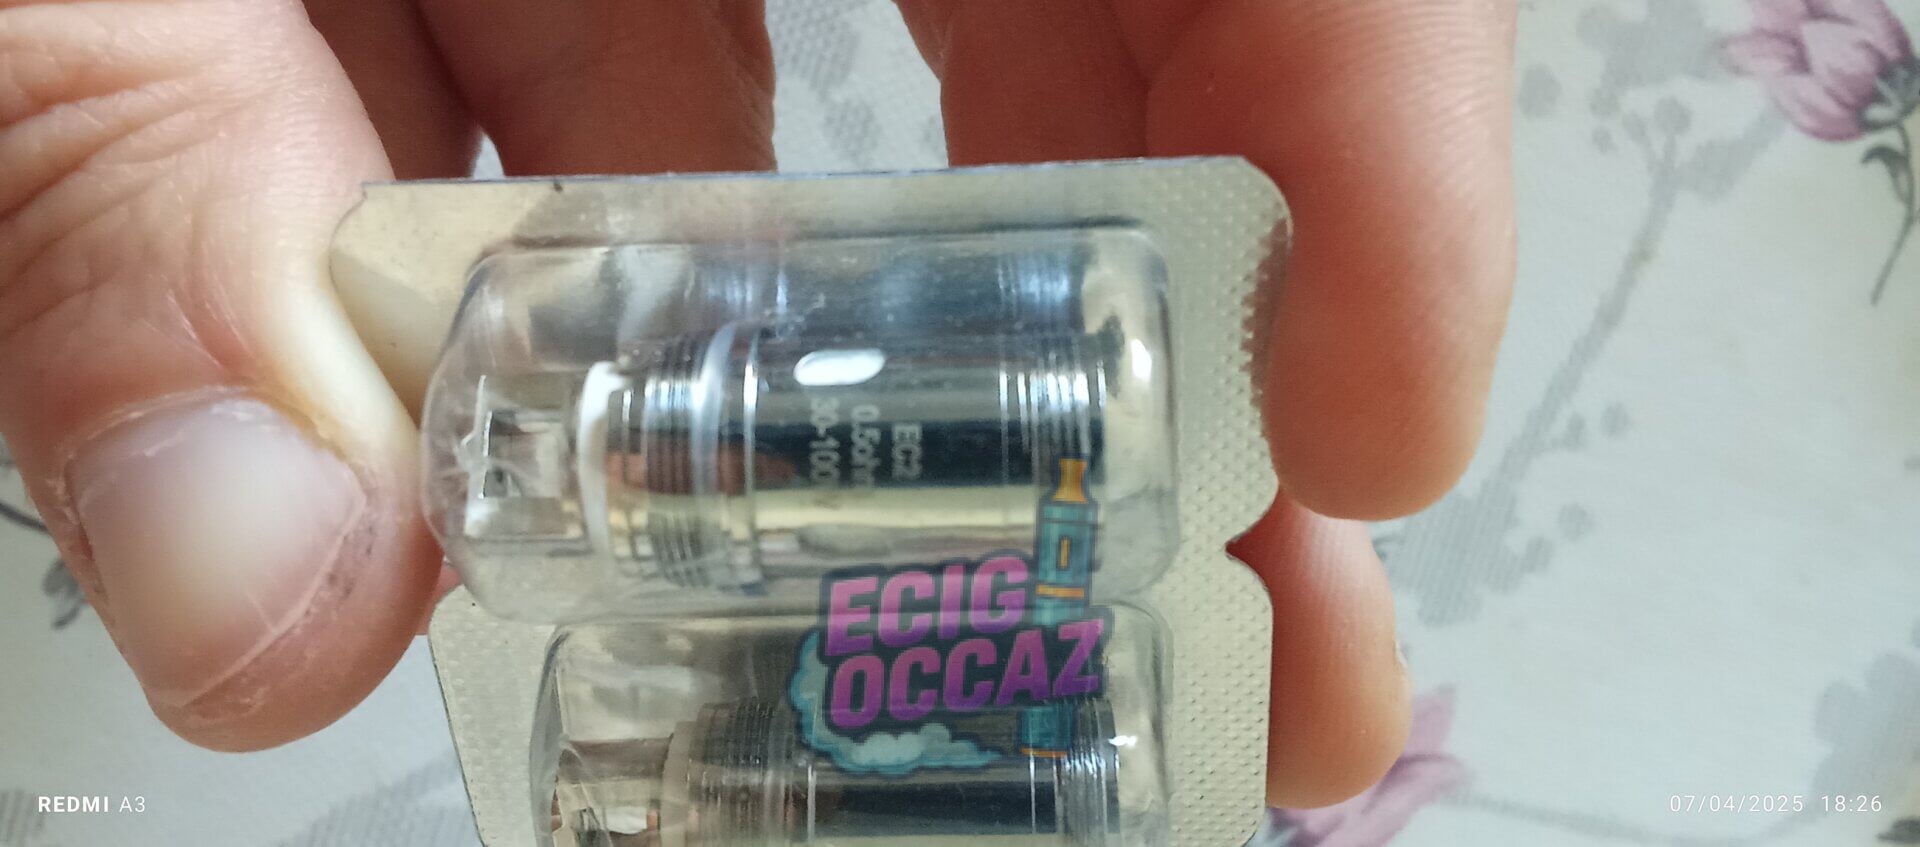 EC2
0.5ohm
30-100
ECIG
OCCAZ
REDMI A3
07/04/2025 18:26